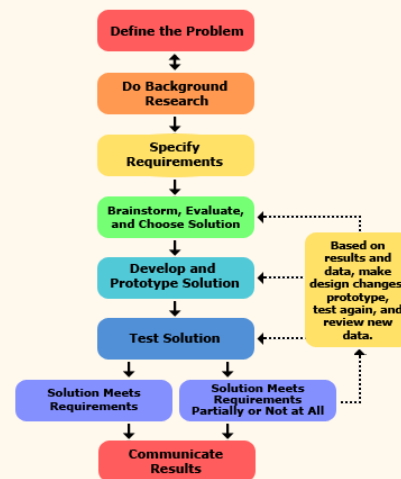 Define the Problem
Do Background
Research
Specify
Requirements
Brainstorm, Evaluate,
and Choose Solution
Develop and
Prototype Solution
Based on
results and
data, make
design changes,
prototype,
test again, and
review new
data.
Test Solution
Solution Meets
Requirements
Solution Meets
Requirements
Partially or Not at All
Communicate
Results